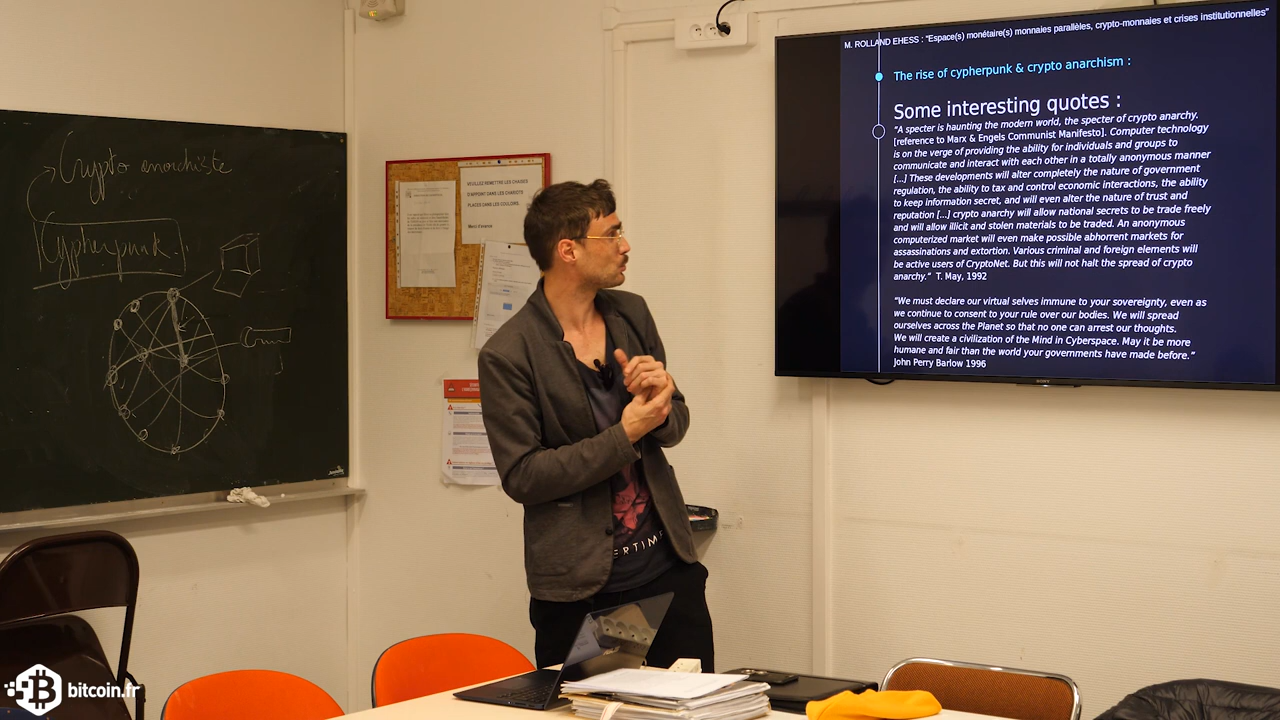 Crypto anarchiste
Cypherpunk
VEUILLEZ REMETTRE LES CHAISES
D'APPOINT DANS LES CHARIOTS
PLACES DANS LES COULOIRS.
Merci d'avance
M. ROLLAND EHESS : "Espace(s) monétaire(s) monnaies parallèles, crypto-monnaies et crises institutionnelles"
The rise of cypherpunk & crypto anarchism :
Some interesting quotes :
"A specter is haunting the modern world, the specter of crypto anarchy.
[reference to Marx & Engels Communist Manifesto]. Computer technology
is on the verge of providing the ability for individuals and groups to
communicate and interact with each other in a totally anonymous manner
[...] These developments will alter completely the nature of government
regulation, the ability to tax and control economic interactions, the ability
to keep information secret, and will even alter the nature of trust and
reputation [...] crypto anarchy will allow national secrets to be trade freely
and will allow illicit and stolen materials to be traded. An anonymous
computerized market will even make possible abhorrent markets for
assassinations and extortion. Various criminal and foreign elements will
be active users of CryptoNet. But this will not halt the spread of crypto
anarchy." T. May, 1992
"We must declare our virtual selves immune to your sovereignty, even as
we continue to consent to your rule over our bodies. We will spread
ourselves across the Planet so that no one can arrest our thoughts.
We will create a civilization of the Mind in Cyberspace. May it be more
humane and fair than the world your governments have made before."
John Perry Barlow 1996
SONY
ERTIME
bitcoin.fr